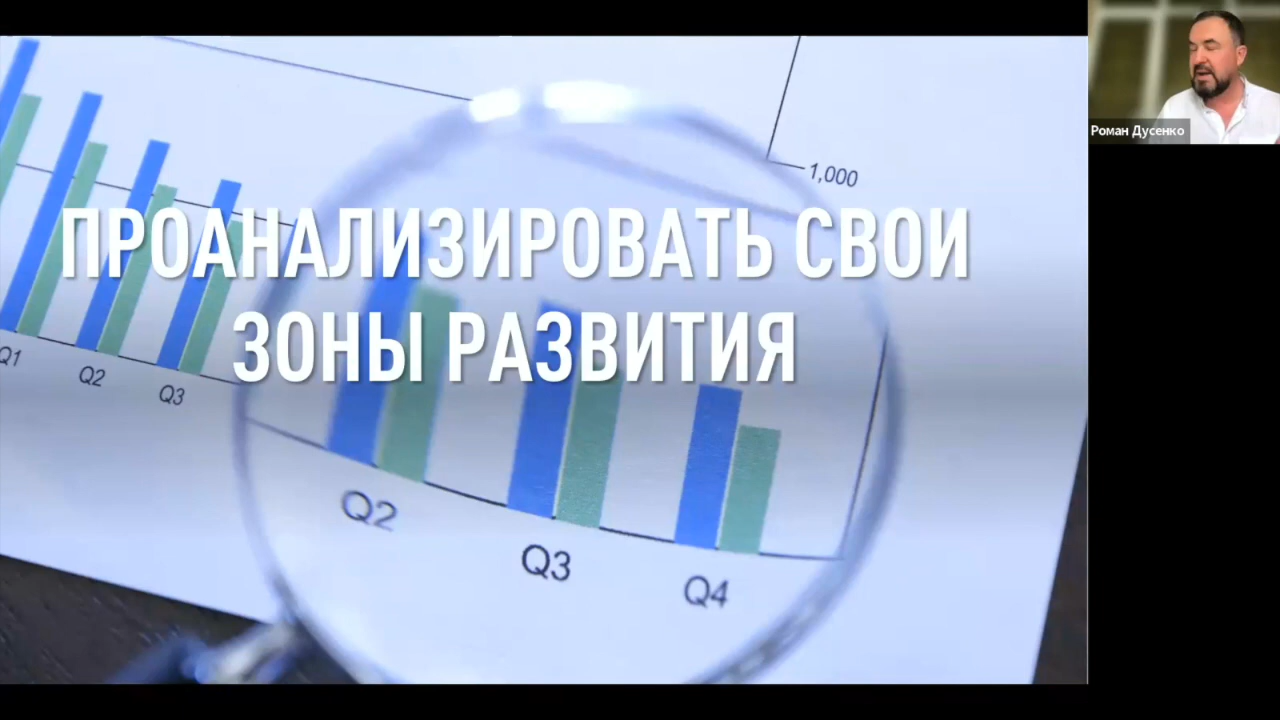 Роман Дусенко
1,000
ПРОАНАЛИЗИРОВАТЬ СВОИ
ЗОНЫ РАЗВИТИЯ
Q1
Q2
Q3
Q2
Q3
Q4